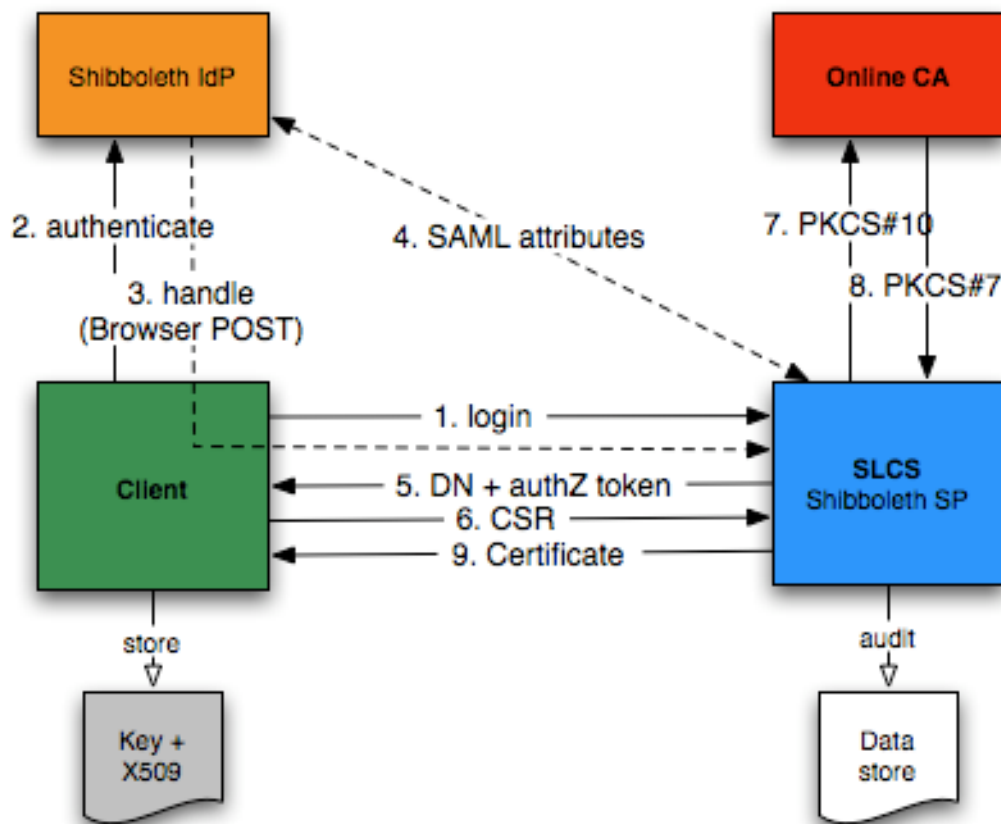 Shibboleth IdP
Online CA
2. authenticate
4. SAML attributes
7. PKCS#10
3. handle
(Browser POST)
8. PKCS#7
1. login
Client
5. DN + authZ token
SLCS
Shibboleth SP
6. CSR
9. Certificate
store
audit
Key +
X509
Data
store